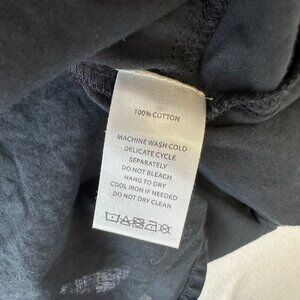 100% COTTON
MACHINE WASH COLD
DELICATE CYCLE
SEPARATELY
DO NOT BLEACH
HANG TO DRY
COOL IRON IF NEEDED
DO NOT DRY CLEAN